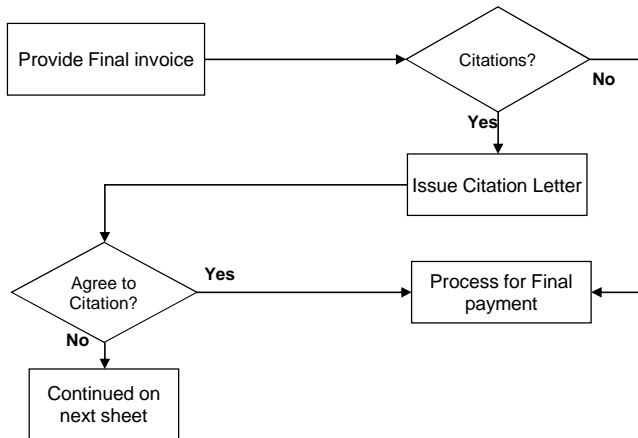 Provide Final invoice
Citations?
No
Yes
Issue Citation Letter
Agree to
Citation?
Yes
Process for Final
payment
No
Continued on
next sheet